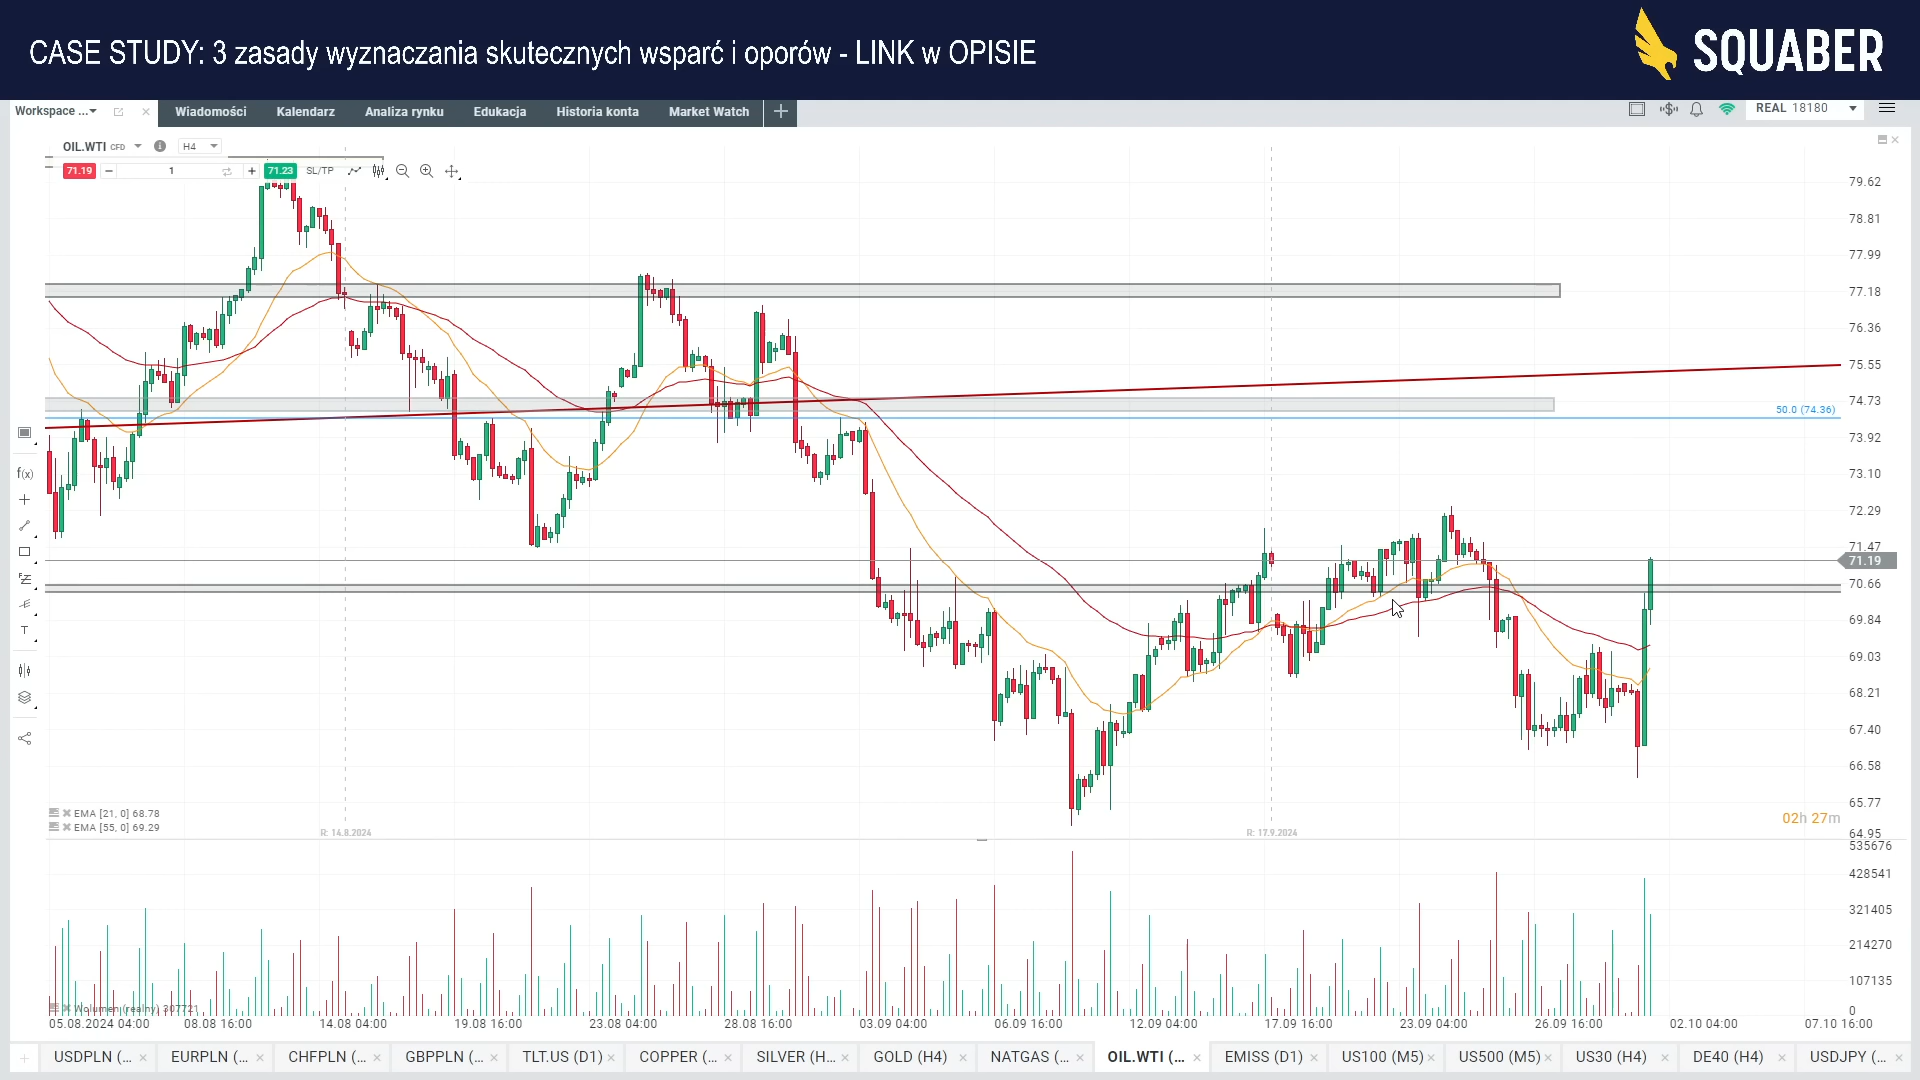 CASE STUDY: 3 zasady wyznaczania skutecznych wsparć i oporów - LINK w OPISIE
SQUABER
Workspace ... Wiadomości Kalendarz Analiza rynku Edukacja Historia konta Market Watch
REAL 18180
OIL.WTI CFD H4
71.19 1 71.23 SL/TP
79.62
78.81
77.99
77.18
76.36
75.55
74.73
50.0 (74.36)
73.92
73.10
72.29
71.47
71.19
70.66
69.84
69.03
68.21
67.40
66.58
65.77
64.95
f(x)
T
EMA [21, 0] 68.78
EMA [55, 0] 69.29
02h 27m
R: 14.8.2024 R: 17.9.2024
535676
428541
321405
214270
107135
0
Wolumen (realny) 307721
05.08.2024 04:00 08.08 16:00 14.08 04:00 19.08 16:00 23.08 04:00 28.08 16:00 03.09 04:00 06.09 16:00 12.09 04:00 17.09 16:00 23.09 04:00 26.09 16:00 02.10 04:00 07.10 16:00
USDPLN (... EURPLN (... CHFPLN (... GBPPLN (... TLT.US (D1) COPPER (... SILVER (H... GOLD (H4) NATGAS (... OIL.WTI (... EMISS (D1) US100 (M5) US500 (M5) US30 (H4) DE40 (H4) USDJPY (...